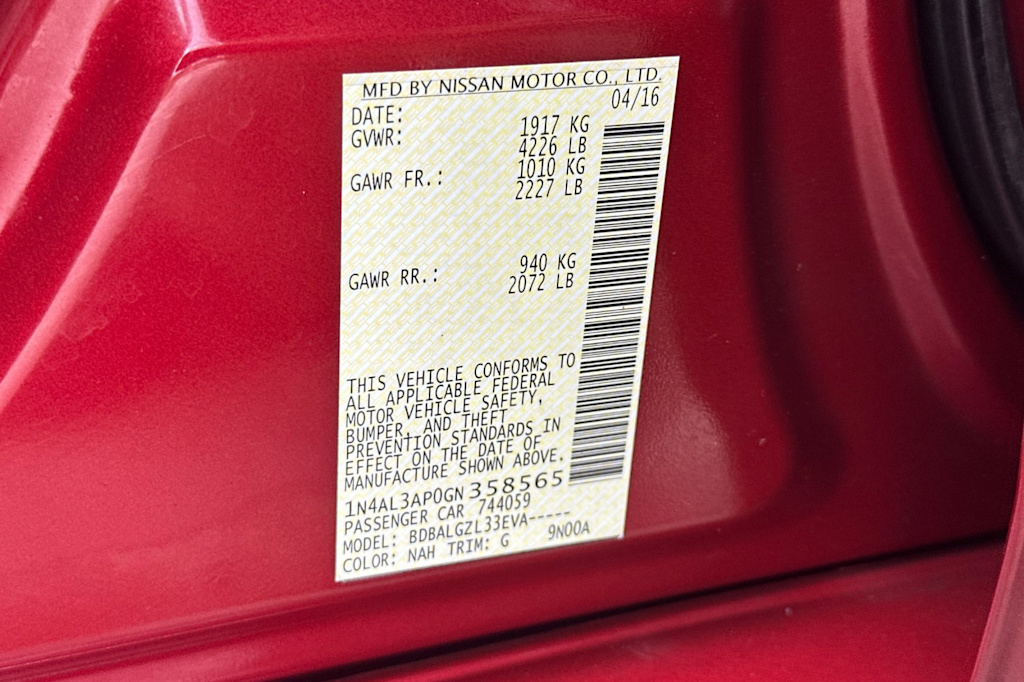 MFD BY NISSAN MOTOR CO., LTD.
DATE: 04/16
GVWR: 1917 KG
4226 LB
GAWR FR.: 1010 KG
2227 LB
GAWR RR.: 940 KG
2072 LB
THIS VEHICLE CONFORMS TO
ALL APPLICABLE FEDERAL
MOTOR VEHICLE SAFETY,
BUMPER, AND THEFT
PREVENTION STANDARDS IN
EFFECT ON THE DATE OF
MANUFACTURE SHOWN ABOVE.
1N4AL3AP0GN358565
PASSENGER CAR 744059
MODEL: BDBALGZL33EVA-----
COLOR: NAH TRIM: G 9N00A